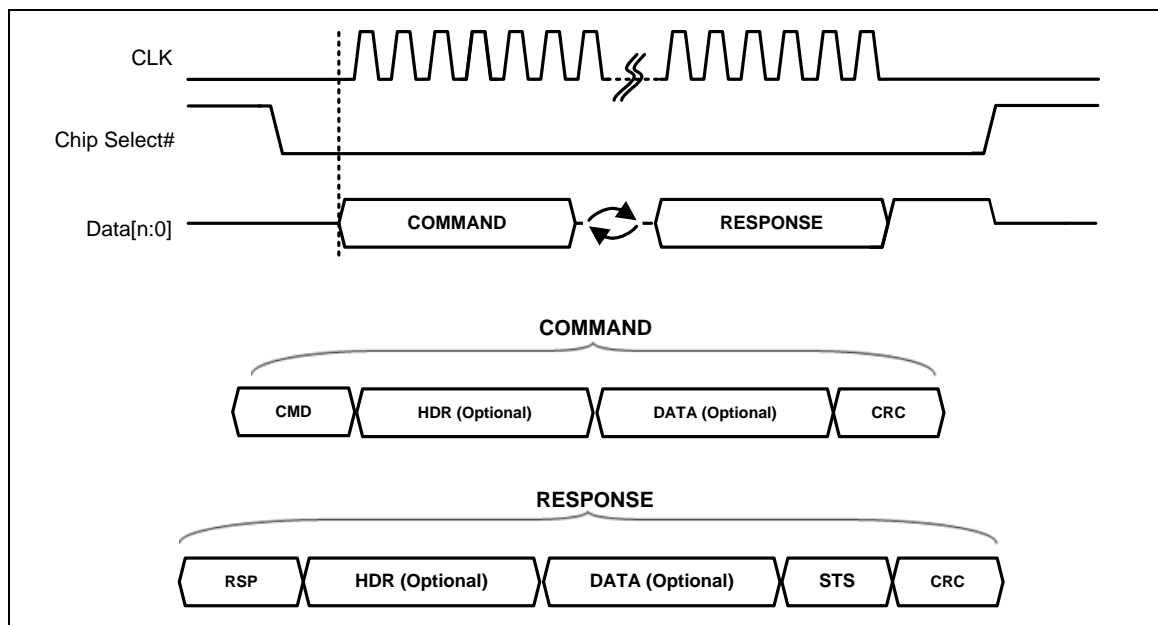 CLK
Chip Select#
Data[n:0]
COMMAND RESPONSE
COMMAND
CMD HDR (Optional) DATA (Optional) CRC
RESPONSE
RSP HDR (Optional) DATA (Optional) STS CRC